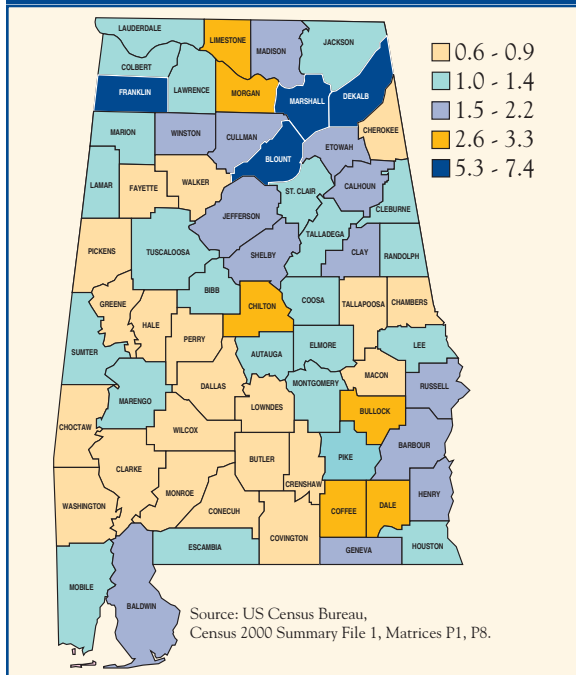 LAUDERDALE
LIMESTONE
MADISON
JACKSON
COLBERT
FRANKLIN
LAWRENCE
MORGAN
MARSHALL
DEKALB
CHEROKEE
MARION
WINSTON
CULLMAN
BLOUNT
ETOWAH
LAMAR
FAYETTE
WALKER
ST. CLAIR
CALHOUN
CLEBURNE
JEFFERSON
TALLADEGA
PICKENS
TUSCALOOSA
SHELBY
CLAY
RANDOLPH
BIBB
GREENE
HALE
CHILTON
COOSA
TALLAPOOSA
CHAMBERS
SUMTER
PERRY
AUTAUGA
ELMORE
LEE
MACON
DALLAS
MONTGOMERY
RUSSELL
MARENGO
LOWNDES
BULLOCK
CHOCTAW
WILCOX
BARBOUR
CLARKE
BUTLER
PIKE
CRENSHAW
WASHINGTON
MONROE
CONECUH
HENRY
COFFEE
DALE
COVINGTON
ESCAMBIA
GENEVA
HOUSTON
MOBILE
BALDWIN
0.6 - 0.9
1.0 - 1.4
1.5 - 2.2
2.6 - 3.3
5.3 - 7.4
Source: US Census Bureau,
Census 2000 Summary File 1, Matrices P1, P8.